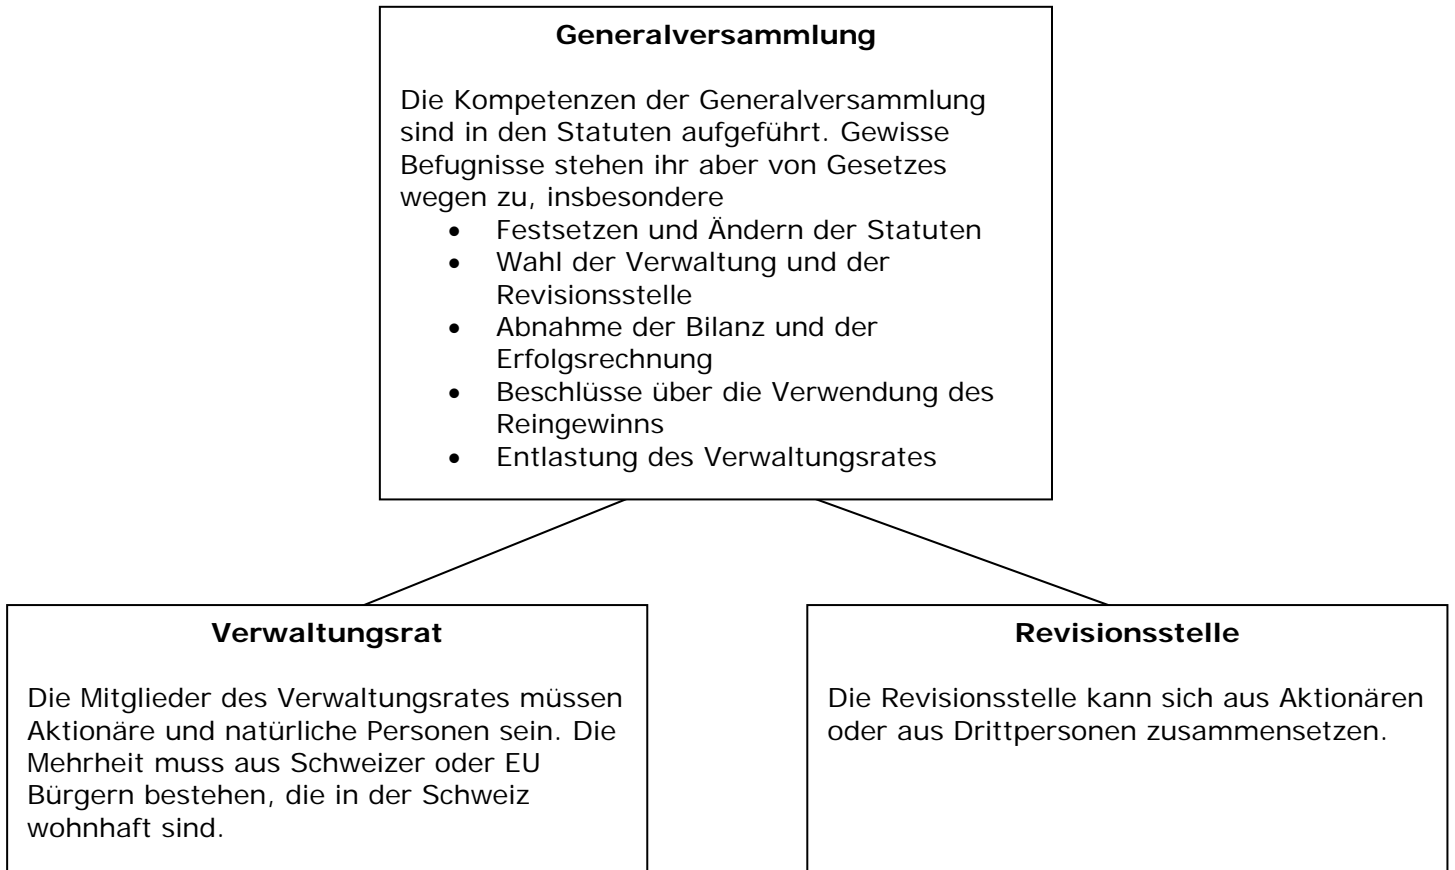 Generalversammlung
Die Kompetenzen der Generalversammlung
sind in den Statuten aufgeführt. Gewisse
Befugnisse stehen ihr aber von Gesetzes
wegen zu, insbesondere
• Festsetzen und Ändern der Statuten
• Wahl der Verwaltung und der
Revisionsstelle
• Abnahme der Bilanz und der
Erfolgsrechnung
• Beschlüsse über die Verwendung des
Reingewinns
• Entlastung des Verwaltungsrates
Verwaltungsrat
Die Mitglieder des Verwaltungsrates müssen
Aktionäre und natürliche Personen sein. Die
Mehrheit muss aus Schweizer oder EU
Bürgern bestehen, die in der Schweiz
wohnhaft sind.
Revisionsstelle
Die Revisionsstelle kann sich aus Aktionären
oder aus Drittpersonen zusammensetzen.